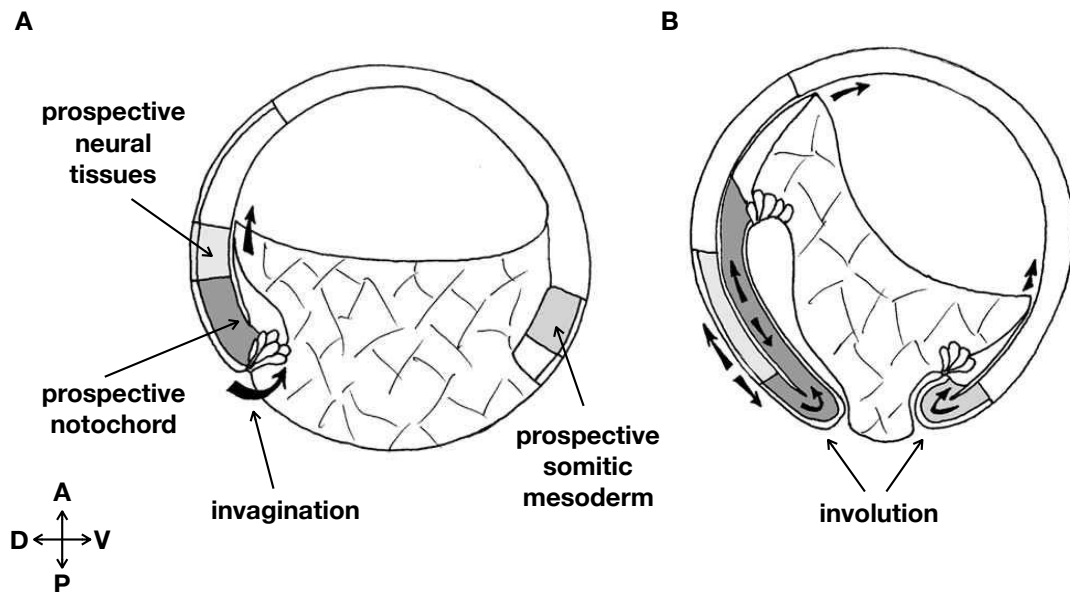 A
B
prospective
neural
tissues
prospective
notochord
invagination
prospective
somitic
mesoderm
involution
A
D V
P